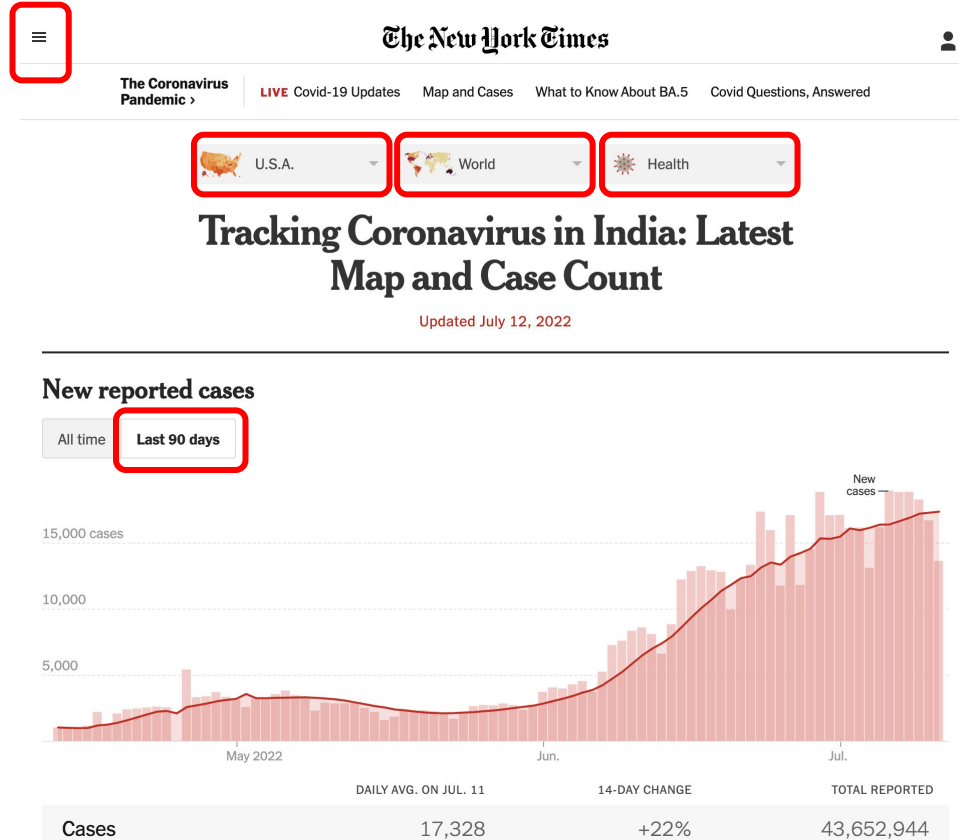 The New York Times
The Coronavirus
Pandemic ›
LIVE Covid-19 Updates Map and Cases What to Know About BA.5 Covid Questions, Answered
U.S.A. World Health
Tracking Coronavirus in India: Latest
Map and Case Count
Updated July 12, 2022
New reported cases
All time Last 90 days
New
cases
15,000 cases
10,000
5,000
May 2022 Jun. Jul.
DAILY AVG. ON JUL. 11 14-DAY CHANGE TOTAL REPORTED
Cases 17,328 +22% 43,652,944